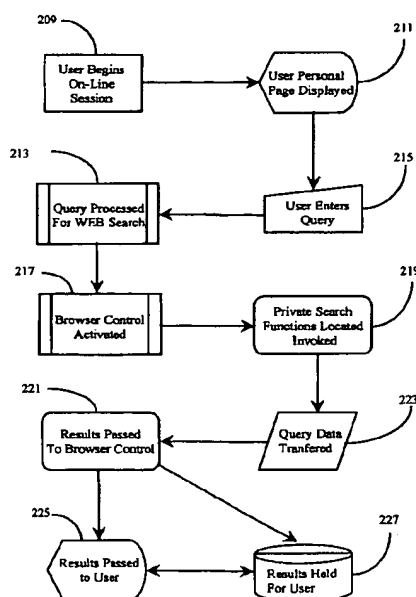 209
211
User Begins
On-Line
Session
User Personal
Page Displayed
213
215
Query Processed
For WEB Search
User Enters
Query
217
219
Browser Control
Activated
Private Search
Functions Located
Invoked
221
223
Results Passed
To Browser Control
Query Data
Tranfered
225
227
Results Passed
to User
Results Held
For User